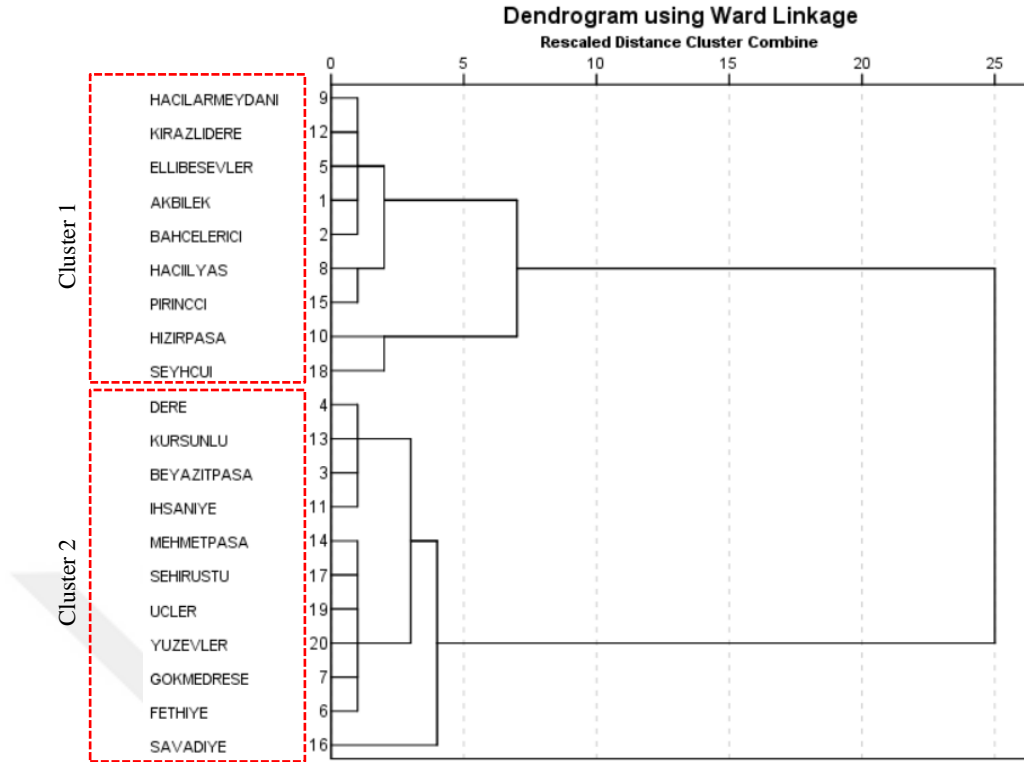 Dendrogram using Ward Linkage
Rescaled Distance Cluster Combine
0 5 10 15 20 25
Cluster 1
HACILARMEYDANI 9
KIRAZLIDERE 12
ELLIBESEVLER 5
AKBILEK 1
BAHCELERICI 2
HACIILYAS 8
PIRINCCI 15
HIZIRPASA 10
SEYHCUI 18
Cluster 2
DERE 4
KURSUNLU 13
BEYAZITPASA 3
IHSANIYE 11
MEHMETPASA 14
SEHIRUSTU 17
UCLER 19
YUZEVLER 20
GOKMEDRESE 7
FETHIYE 6
SAVADIYE 16